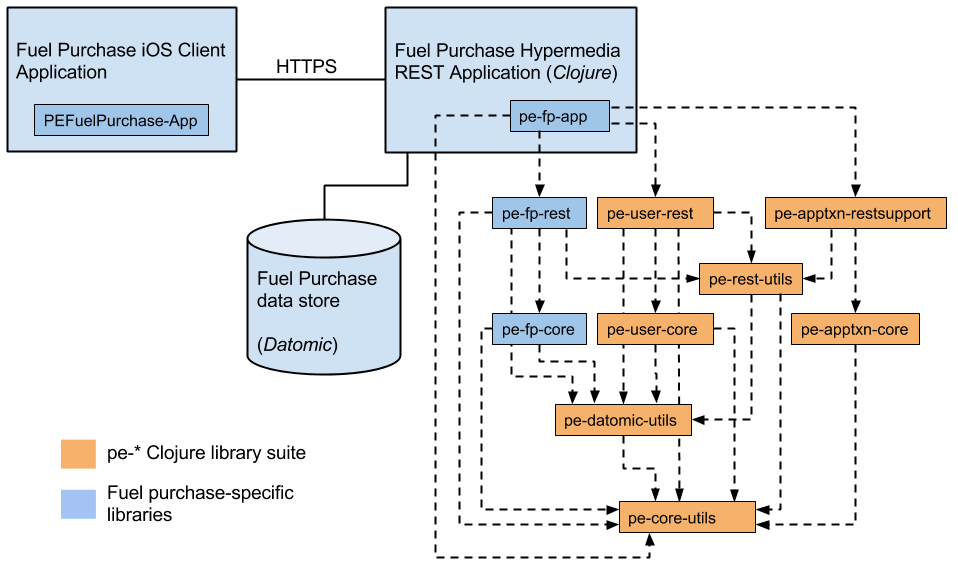 Fuel Purchase iOS Client
Application
PEFuelPurchase-App
HTTPS
Fuel Purchase Hypermedia
REST Application (Clojure)
pe-fp-app
pe-fp-rest
pe-user-rest
pe-apptxn-restsupport
pe-rest-utils
Fuel Purchase
data store
(Datomic)
pe-fp-core
pe-user-core
pe-apptxn-core
pe-datomic-utils
pe-core-utils
pe-* Clojure library suite
Fuel purchase-specific
libraries